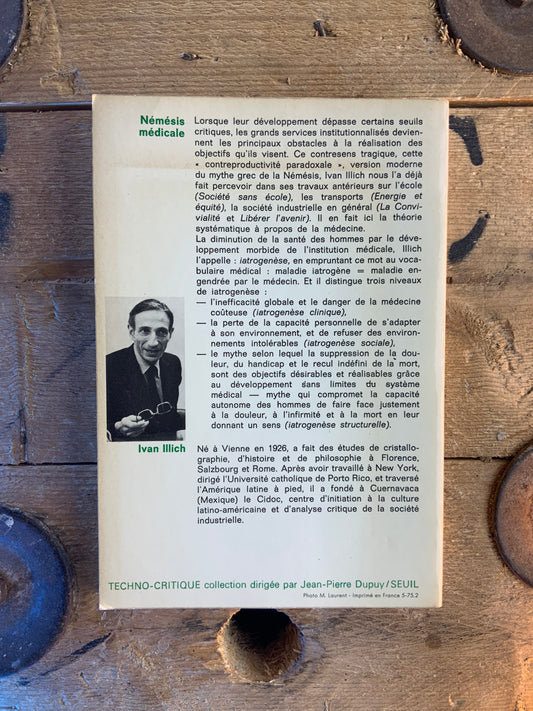 Némésis
médicale
Lorsque leur développement dépasse certains seuils
critiques, les grands services institutionnalisés devien-
nent les principaux obstacles à la réalisation des
objectifs qu'ils visent. Ce contresens tragique, cette
« contreproductivité paradoxale », version moderne
du mythe grec de la Némésis, Ivan Illich nous l'a déjà
fait percevoir dans ses travaux antérieurs sur l'école
(Société sans école), les transports (Energie et
équité), la société industrielle en général (La Convi-
vialité et Libérer l'avenir). Il en fait ici la théorie
systématique à propos de la médecine.
La diminution de la santé des hommes par le déve-
loppement morbide de l'institution médicale, Illich
l'appelle : iatrogenèse, en empruntant ce mot au voca-
bulaire médical : maladie iatrogène = maladie en-
gendrée par le médecin. Et il distingue trois niveaux
de iatrogenèse :
— l'inefficacité globale et le danger de la médecine
coûteuse (iatrogenèse clinique),
— la perte de la capacité personnelle de s'adapter
à son environnement, et de refuser des environ-
nements intolérables (iatrogenèse sociale),
— le mythe selon lequel la suppression de la dou-
leur, du handicap et le recul indéfini de la mort,
sont des objectifs désirables et réalisables grâce
au développement sans limites du système
médical — mythe qui compromet la capacité
autonome des hommes de faire face justement
à la douleur, à l'infirmité et à la mort en leur
donnant un sens (iatrogenèse structurelle).
Ivan Illich
Né à Vienne en 1926, a fait des études de cristallo-
graphie, d'histoire et de philosophie à Florence,
Salzbourg et Rome. Après avoir travaillé à New York,
dirigé l'Université catholique de Porto Rico, et traversé
l'Amérique latine à pied, il a fondé à Cuernavaca
(Mexique) le Cidoc, centre d'initiation à la culture
latino-américaine et d'analyse critique de la société
industrielle.
TECHNO-CRITIQUE collection dirigée par Jean-Pierre Dupuy/SEUIL
Photo M. Laurent - Imprimé en France 5-75.2